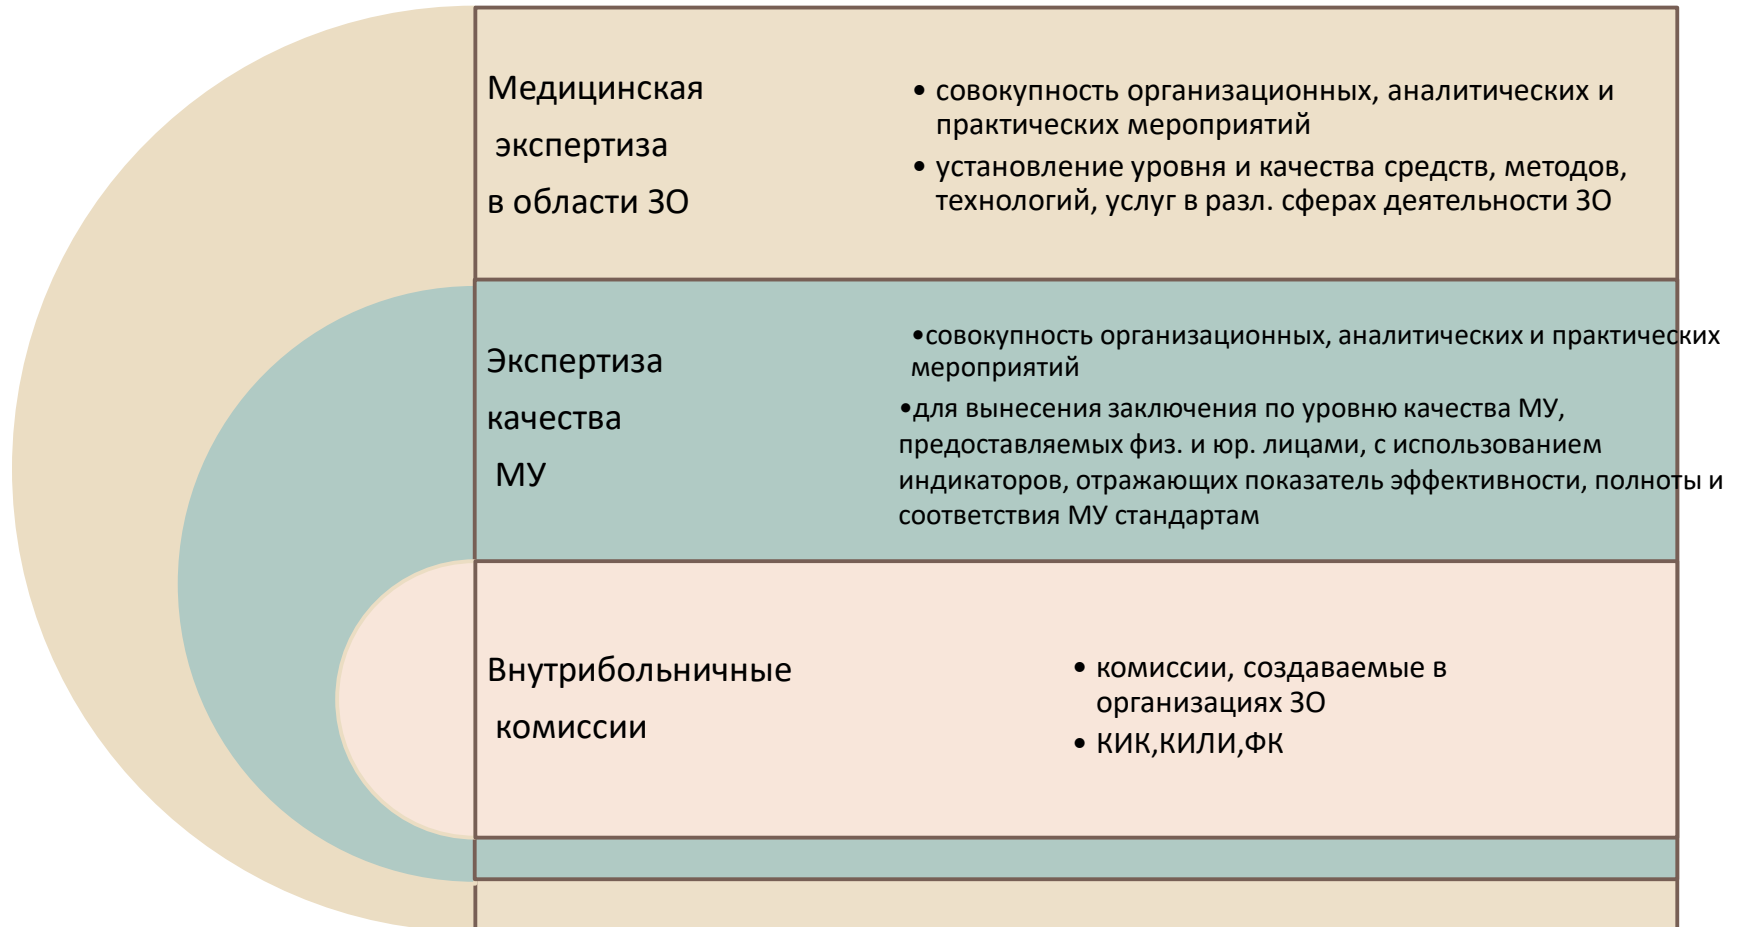 Медицинская
экспертиза
в области ЗО
• совокупность организационных, аналитических и
практических мероприятий
• установление уровня и качества средств, методов,
технологий, услуг в разл. сферах деятельности ЗО
Экспертиза
качества
МУ
•совокупность организационных, аналитических и практических
мероприятий
•для вынесения заключения по уровню качества МУ,
предоставляемых физ. и юр. лицами, с использованием
индикаторов, отражающих показатель эффективности, полноты и
соответствия МУ стандартам
Внутрибольничные
комиссии
• комиссии, создаваемые в
организациях ЗО
• КИК,КИЛИ,ФК